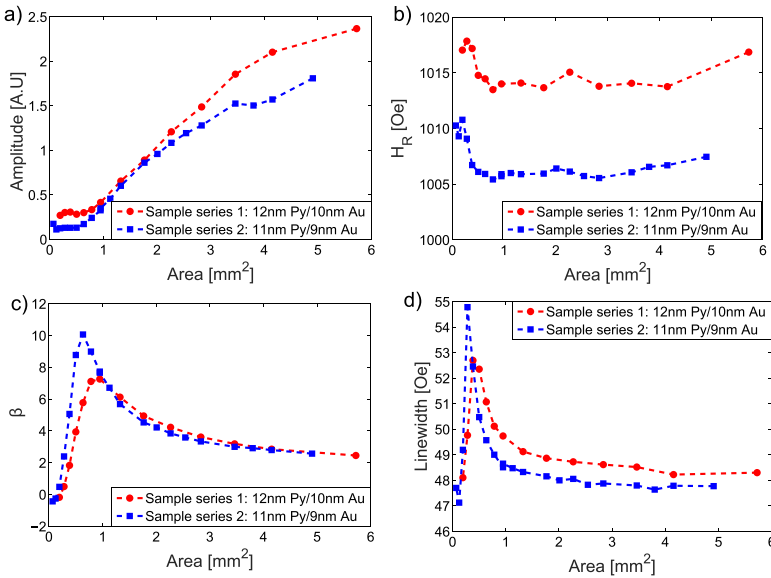 a)
2.5
2
1.5
1
0.5
0
Amplitude [A.U]
Sample series 1: 12nm Py/10nm Au
Sample series 2: 11nm Py/9nm Au
0 1 2 3 4 5 6
Area [mm²]
b)
1020
1015
1010
1005
1000
H_R [Oe]
Sample series 1: 12nm Py/10nm Au
Sample series 2: 11nm Py/9nm Au
0 1 2 3 4 5 6
Area [mm²]
c)
12
10
8
6
4
2
0
−2
β
Sample series 1: 12nm Py/10nm Au
Sample series 2: 11nm Py/9nm Au
0 1 2 3 4 5 6
Area [mm²]
d)
55
54
53
52
51
50
49
48
47
46
Linewidth [Oe]
Sample series 1: 12nm Py/10nm Au
Sample series 2: 11nm Py/9nm Au
0 1 2 3 4 5 6
Area [mm²]